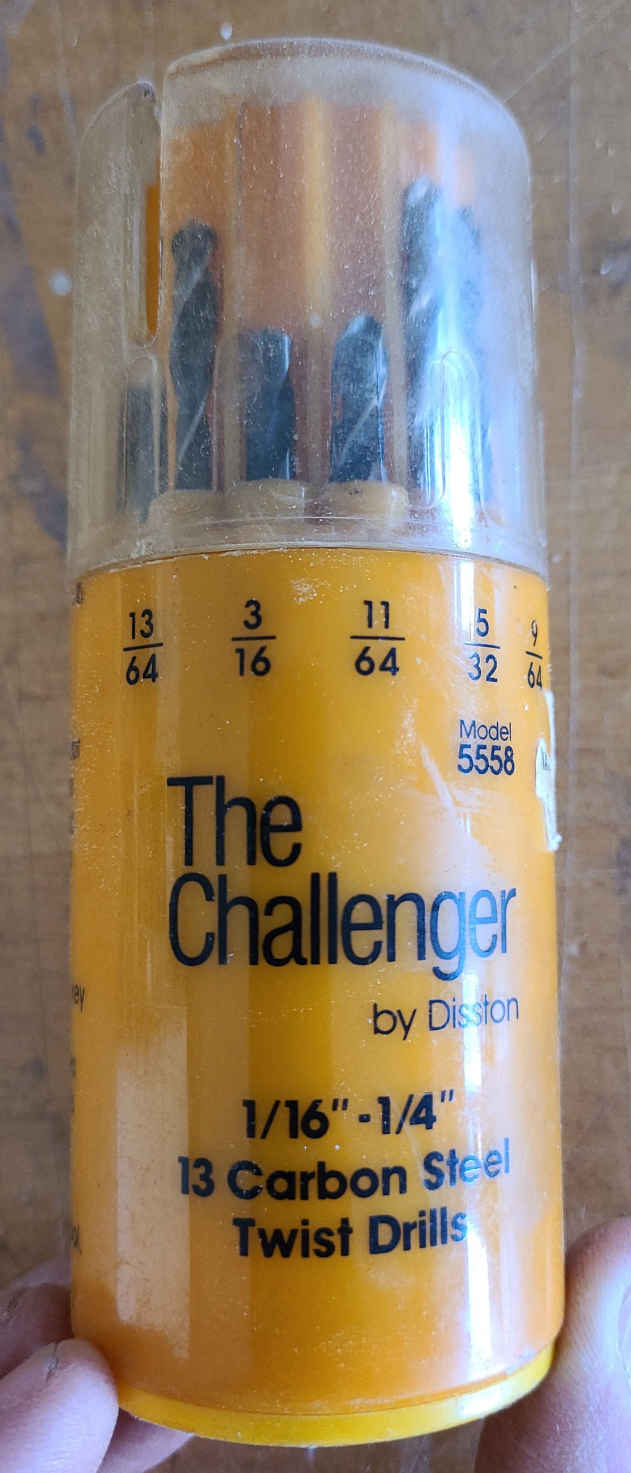 13/64 3/16 11/64 5/32 9/64
Model
5558
The
Challenger
by Disston
1/16" - 1/4"
13 Carbon Steel
Twist Drills